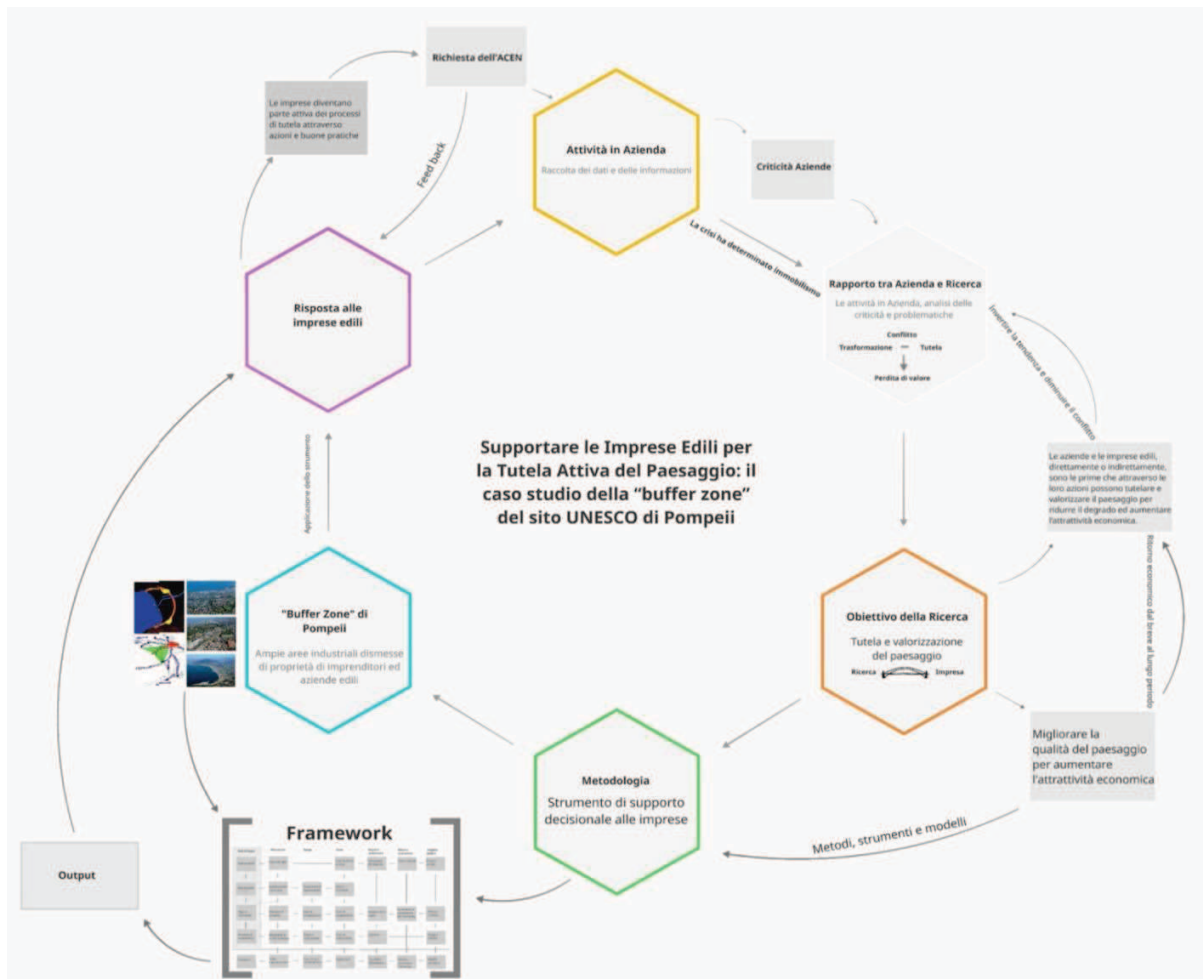 Richiesta dell'ACEN
Le imprese diventano
parte attiva dei processi
di tutela attraverso
azioni e buone pratiche
Feed back
Attività in Azienda
Raccolta dei dati e delle informazioni
Criticità Aziende
La crisi ha determinato immobilismo
Rapporto tra Azienda e Ricerca
Le attività in Azienda, analisi delle
criticità e problematiche
Conflitto
Trasformazione — Tutela
Perdita di valore
Invertire la tendenza e diminuire il conflitto
Risposta alle
imprese edili
Supportare le Imprese Edili per
la Tutela Attiva del Paesaggio: il
caso studio della “buffer zone”
del sito UNESCO di Pompeii
Le aziende e le imprese edili,
direttamente o indirettamente,
sono le prime che attraverso le
loro azioni possono tutelare e
valorizzare il paesaggio per
ridurre il degrado ed aumentare
l'attrattività economica.
Ritorno economico dal breve al lungo periodo
Applicazione dello strumento
"Buffer Zone" di
Pompeii
Ampie aree industriali dismesse
di proprietà di imprenditori ed
aziende edili
Obiettivo della Ricerca
Tutela e valorizzazione
del paesaggio
Ricerca Impresa
Migliorare la
qualità del paesaggio
per aumentare
l'attrattività economica
Metodologia
Strumento di supporto
decisionale alle imprese
Metodi, strumenti e modelli
Framework
Output